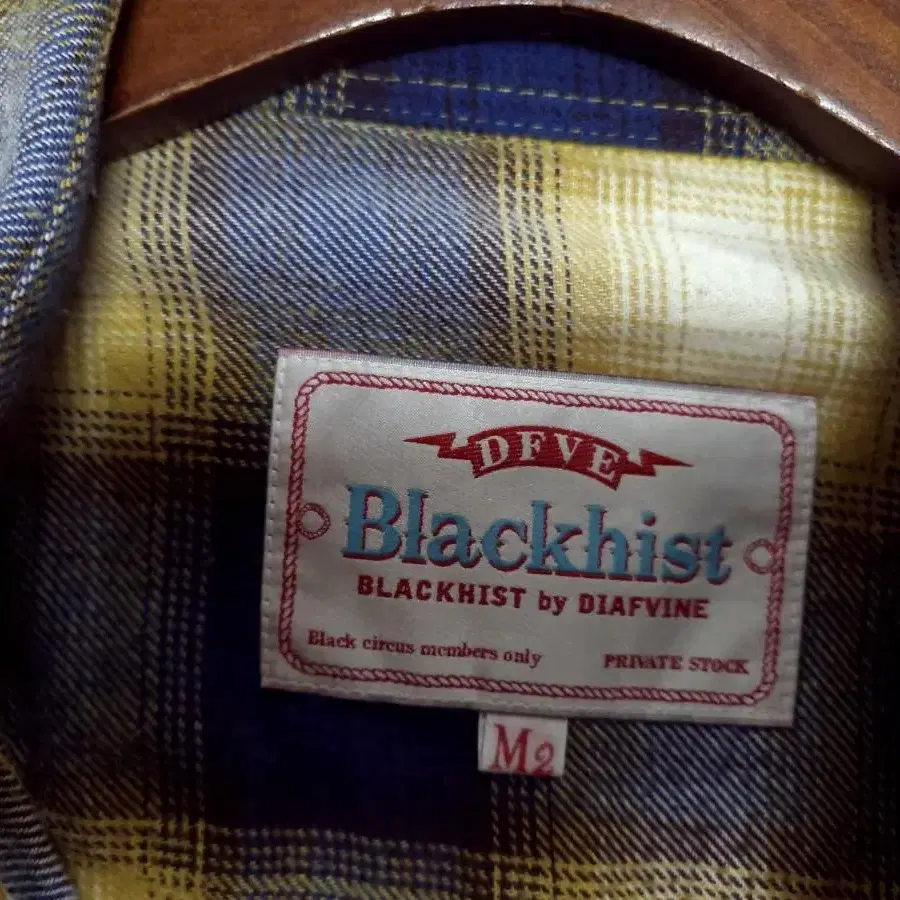 DFVE
Blackhist
BLACKHIST by DIAFVINE
Black circus members only
PRIVATE STOCK
M2